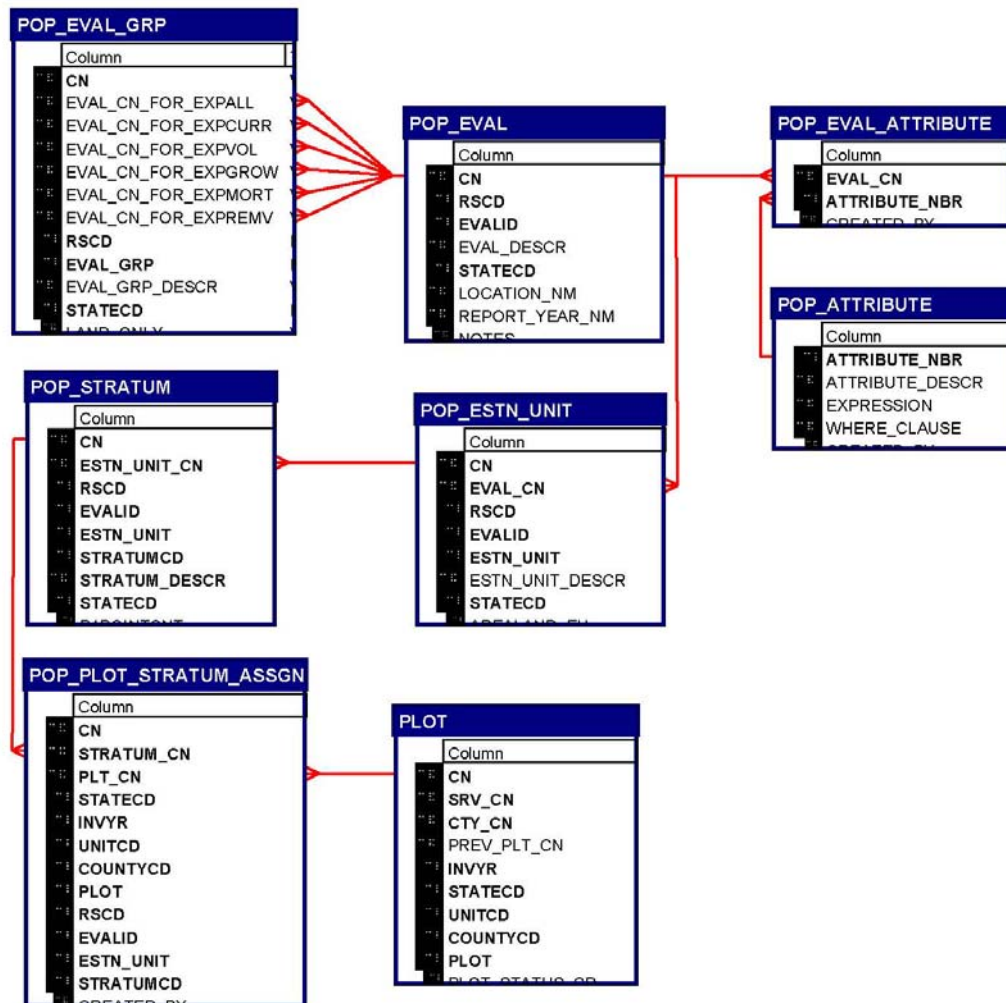 POP_EVAL_GRP
Column
CN
EVAL_CN_FOR_EXPALL
EVAL_CN_FOR_EXPCURR
EVAL_CN_FOR_EXPVOL
EVAL_CN_FOR_EXPGROW
EVAL_CN_FOR_EXPMORT
EVAL_CN_FOR_EXPREMV
RSCD
EVAL_GRP
EVAL_GRP_DESCR
STATECD
POP_EVAL
Column
CN
RSCD
EVALID
EVAL_DESCR
STATECD
LOCATION_NM
REPORT_YEAR_NM
NOTES
POP_EVAL_ATTRIBUTE
Column
EVAL_CN
ATTRIBUTE_NBR
CREATED_BY
POP_ATTRIBUTE
Column
ATTRIBUTE_NBR
ATTRIBUTE_DESCR
EXPRESSION
WHERE_CLAUSE
POP_STRATUM
Column
CN
ESTN_UNIT_CN
RSCD
EVALID
ESTN_UNIT
STRATUMCD
STRATUM_DESCR
STATECD
POP_ESTN_UNIT
Column
CN
EVAL_CN
RSCD
EVALID
ESTN_UNIT
ESTN_UNIT_DESCR
STATECD
POP_PLOT_STRATUM_ASSGN
Column
CN
STRATUM_CN
PLT_CN
STATECD
INVYR
UNITCD
COUNTYCD
PLOT
RSCD
EVALID
ESTN_UNIT
STRATUMCD
CREATED_BY
PLOT
Column
CN
SRV_CN
CTY_CN
PREV_PLT_CN
INVYR
STATECD
UNITCD
COUNTYCD
PLOT